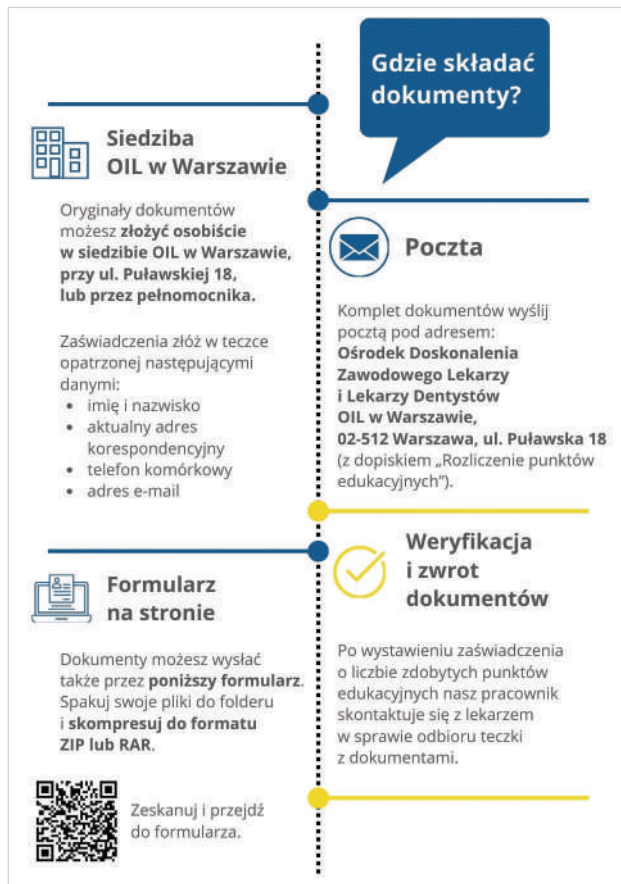 Gdzie składać
dokumenty?
Siedziba
OIL w Warszawie
Oryginały dokumentów
możesz złożyć osobiście
w siedzibie OIL w Warszawie,
przy ul. Puławskiej 18,
lub przez pełnomocnika.
Zaświadczenia złóż w teczce
opatrzonej następującymi
danymi:
• imię i nazwisko
• aktualny adres
korespondencyjny
• telefon komórkowy
• adres e-mail
Poczta
Komplet dokumentów wyślij
pocztą pod adresem:
Ośrodek Doskonalenia
Zawodowego Lekarzy
i Lekarzy Dentystów
OIL w Warszawie,
02-512 Warszawa, ul. Puławska 18
(z dopiskiem „Rozliczenie punktów
edukacyjnych”).
Formularz
na stronie
Dokumenty możesz wysłać
także przez poniższy formularz.
Spakuj swoje pliki do folderu
i skompresuj do formatu
ZIP lub RAR.
Zeskanuj i przejdź
do formularza.
Weryfikacja
i zwrot
dokumentów
Po wystawieniu zaświadczenia
o liczbie zdobytych punktów
edukacyjnych nasz pracownik
skontaktuje się z lekarzem
w sprawie odbioru teczki
z dokumentami.